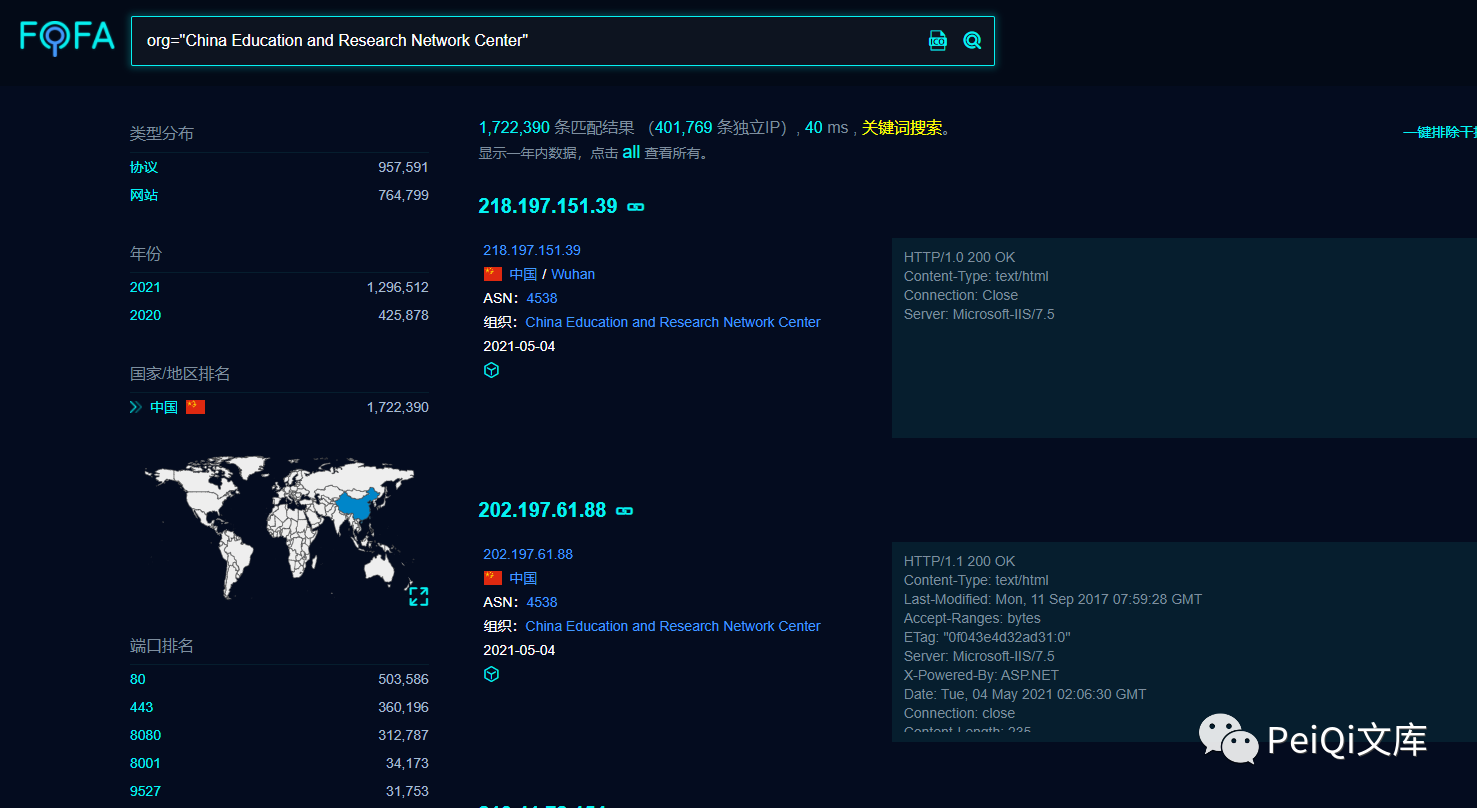 FOFA
org="China Education and Research Network Center"
ICO
类型分布
协议 957,591
网站 764,799
年份
2021 1,296,512
2020 425,878
国家/地区排名
中国 1,722,390
端口排名
80 503,586
443 360,196
8080 312,787
8001 34,173
9527 31,753
1,722,390 条匹配结果 （401,769 条独立IP）, 40 ms , 关键词搜索。
显示一年内数据，点击 all 查看所有。
一键排除干
218.197.151.39
218.197.151.39
中国 / Wuhan
ASN： 4538
组织： China Education and Research Network Center
2021-05-04
HTTP/1.0 200 OK
Content-Type: text/html
Connection: Close
Server: Microsoft-IIS/7.5
202.197.61.88
202.197.61.88
中国
ASN： 4538
组织： China Education and Research Network Center
2021-05-04
HTTP/1.1 200 OK
Content-Type: text/html
Last-Modified: Mon, 11 Sep 2017 07:59:28 GMT
Accept-Ranges: bytes
ETag: "0f043e4d32ad31:0"
Server: Microsoft-IIS/7.5
X-Powered-By: ASP.NET
Date: Tue, 04 May 2021 02:06:30 GMT
Connection: close
Content-Length: 235
PeiQi文库